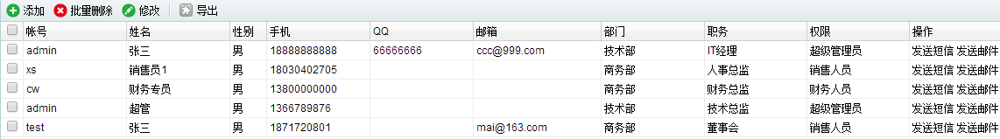 添加 批量删除 修改 导出
帐号 姓名 性别 手机 QQ 邮箱 部门 职务 权限 操作
admin 张三 男 18888888888 66666666 ccc@999.com 技术部 IT经理 超级管理员 发送短信 发送邮件
xs 销售员1 男 18030402705 商务部 人事总监 销售人员 发送短信 发送邮件
cw 财务专员 男 13800000000 商务部 财务总监 财务人员 发送短信 发送邮件
admin 超管 男 1366789876 技术部 技术总监 超级管理员 发送短信 发送邮件
test 张三 男 1871720801 mai@163.com 商务部 董事会 销售人员 发送短信 发送邮件